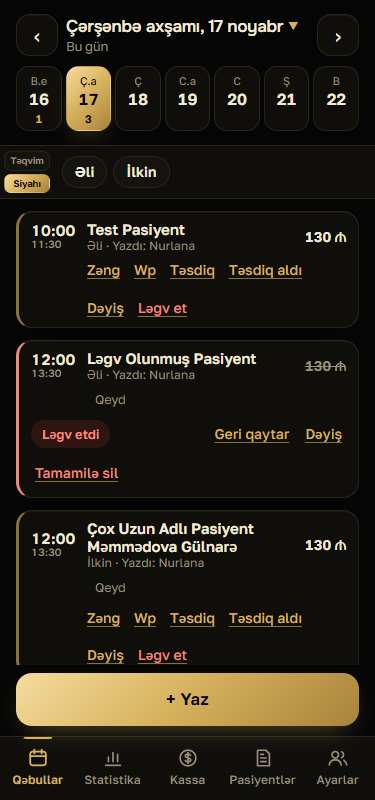 ‹ Çərşənbə axşamı, 17 noyabr ▼ ›
Bu gün
B.e Ç.a Ç C.a C Ş B
16 17 18 19 20 21 22
1 3
Təqvim
Siyahı
Əli İlkin
10:00 Test Pasiyent 130 ₼
11:30 Əli · Yazdı: Nurlana
Zəng Wp Təsdiq Təsdiq aldı
Dəyiş Ləğv et
12:00 Ləğv Olunmuş Pasiyent 130 ₼
13:30 Əli · Yazdı: Nurlana
Qeyd
Ləğv etdi Geri qaytar Dəyiş
Tamamilə sil
Çox Uzun Adlı Pasiyent
12:00 Məmmədova Gülnarə 130 ₼
13:30 İlkin · Yazdı: Nurlana
Qeyd
Zəng Wp Təsdiq Təsdiq aldı
Dəyiş Ləğv et
+ Yaz
Qəbullar Statistika Kassa Pasiyentlər Ayarlar